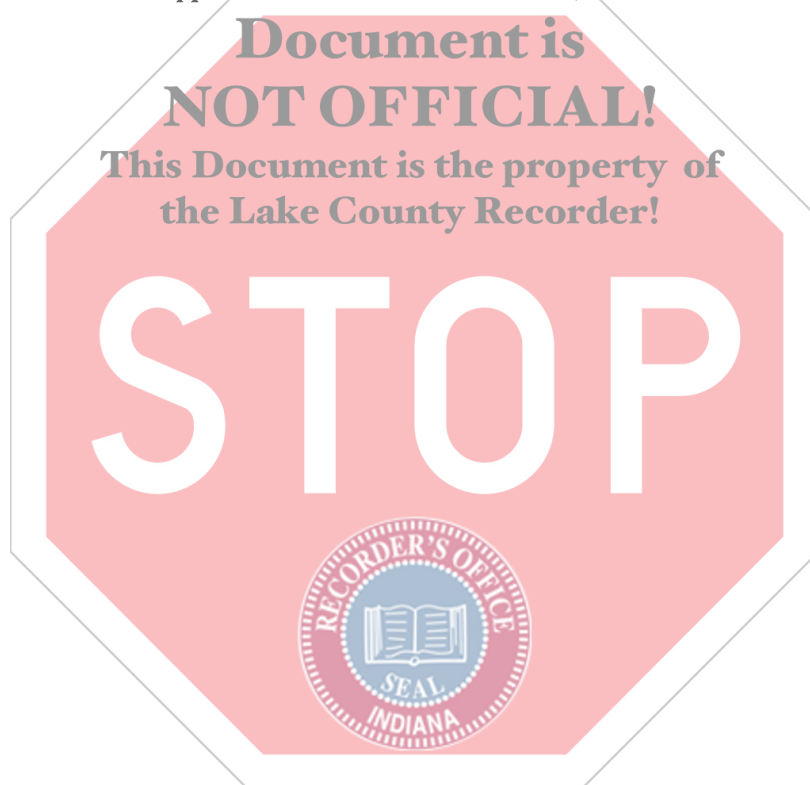 Document is
NOT OFFICIAL!
This Document is the property of
the Lake County Recorder!
STOP
RECORDER'S OFFICE
SEAL
INDIANA